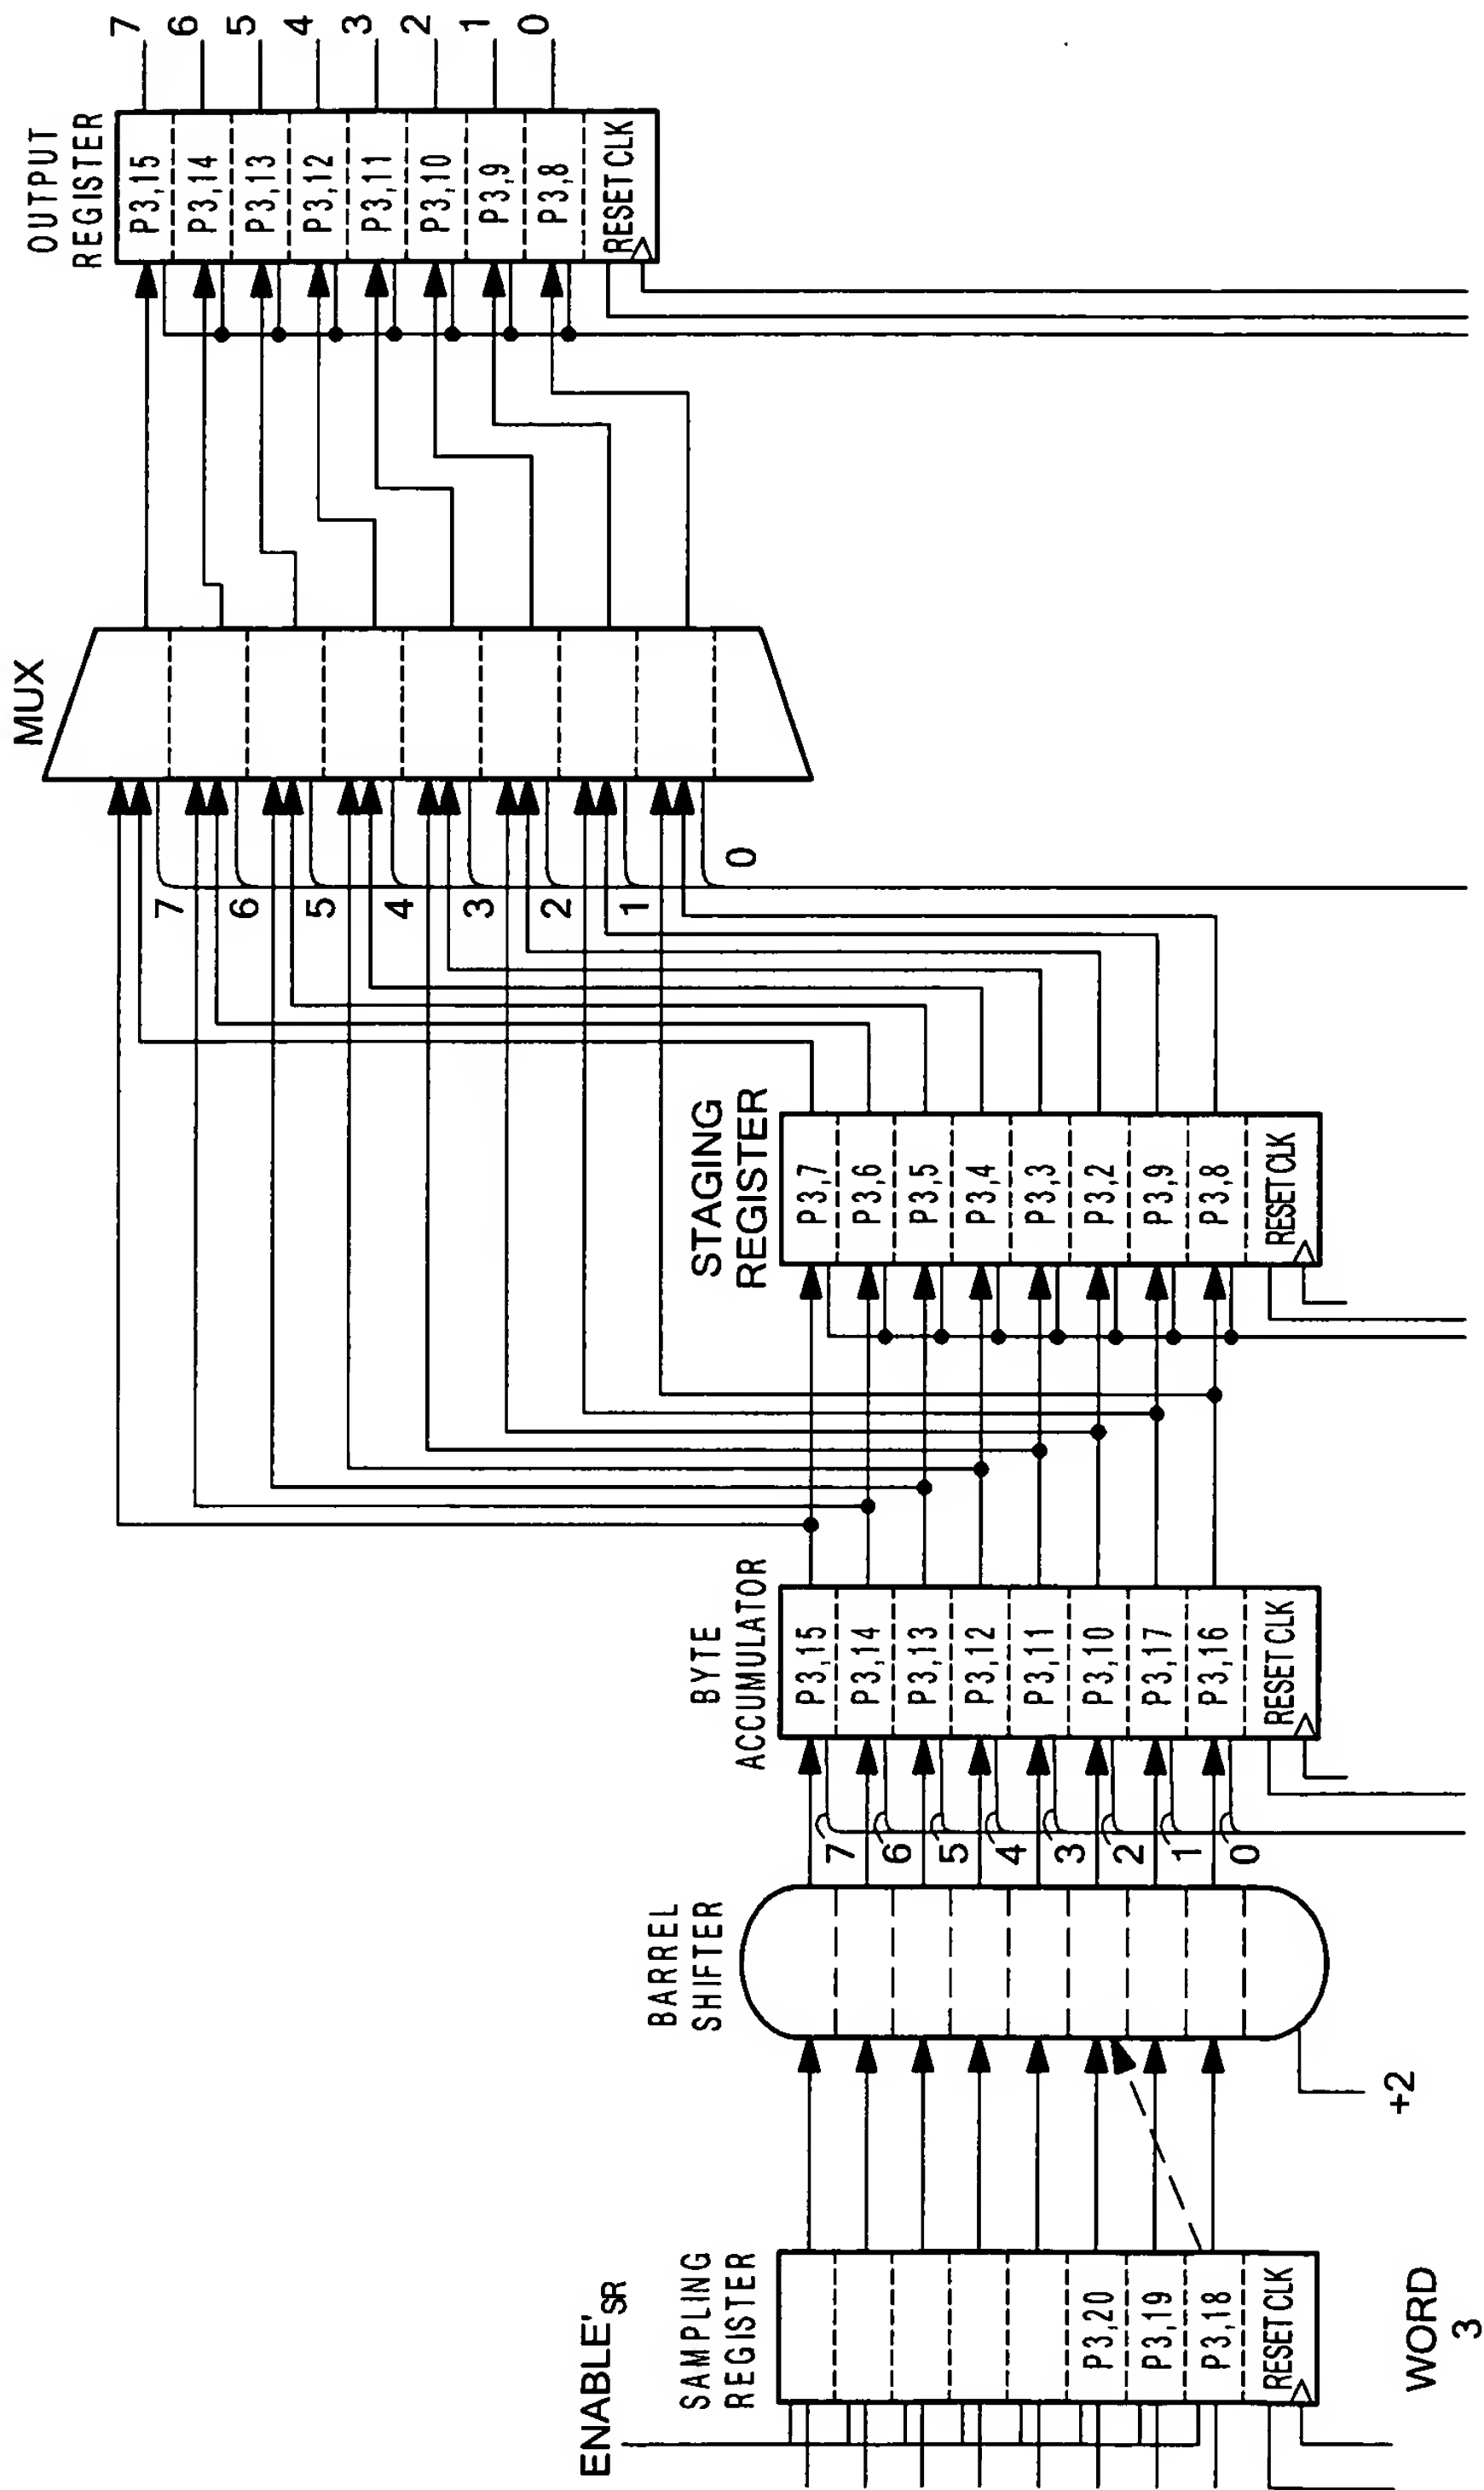 ENABLE'SR
SAMPLING
REGISTER
P3,20
P3,19
P3,18
RESET CLK
WORD
3
BARREL
SHIFTER
+2
7
6
5
4
3
2
1
0
BYTE
ACCUMULATOR
P3,15
P3,14
P3,13
P3,12
P3,11
P3,10
P3,17
P3,16
RESET CLK
STAGING
REGISTER
P3,7
P3,6
P3,5
P3,4
P3,3
P3,2
P3,9
P3,8
RESET CLK
7
6
5
4
3
2
1
0
MUX
OUTPUT
REGISTER
P3,15
P3,14
P3,13
P3,12
P3,11
P3,10
P3,9
P3,8
RESET CLK
7
6
5
4
3
2
1
0